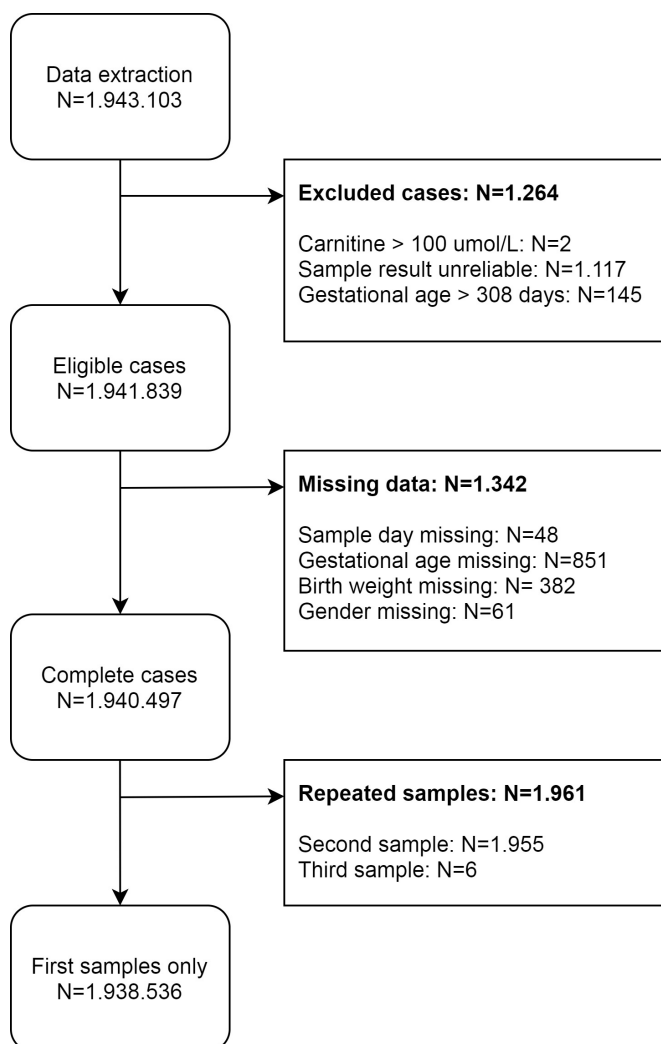 Data extraction
N=1.943.103
Excluded cases: N=1.264
Carnitine > 100 umol/L: N=2
Sample result unreliable: N=1.117
Gestational age > 308 days: N=145
Eligible cases
N=1.941.839
Missing data: N=1.342
Sample day missing: N=48
Gestational age missing: N=851
Birth weight missing: N= 382
Gender missing: N=61
Complete cases
N=1.940.497
Repeated samples: N=1.961
Second sample: N=1.955
Third sample: N=6
First samples only
N=1.938.536